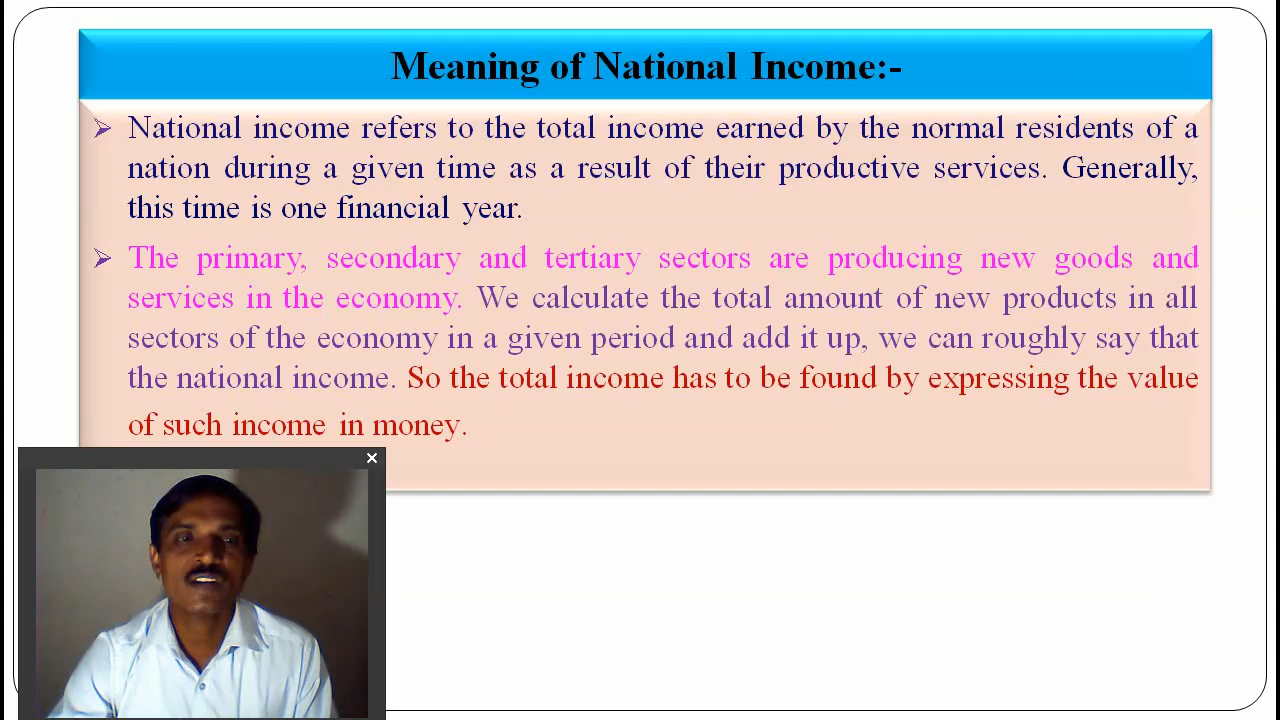 Meaning of National Income:-
National income refers to the total income earned by the normal residents of a
nation during a given time as a result of their productive services. Generally,
this time is one financial year.
The primary, secondary and tertiary sectors are producing new goods and
services in the economy. We calculate the total amount of new products in all
sectors of the economy in a given period and add it up, we can roughly say that
the national income. So the total income has to be found by expressing the value
of such income in money.